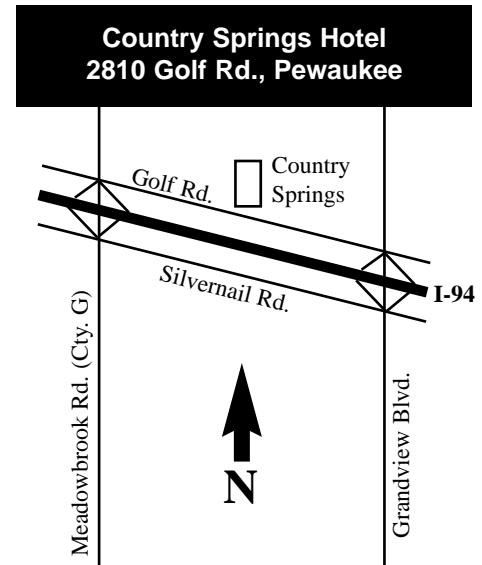 Country Springs Hotel
2810 Golf Rd., Pewaukee
Country
Springs
Golf Rd.
Silvernail Rd.
I-94
Meadowbrook Rd. (Cty. G)
Grandview Blvd.
N